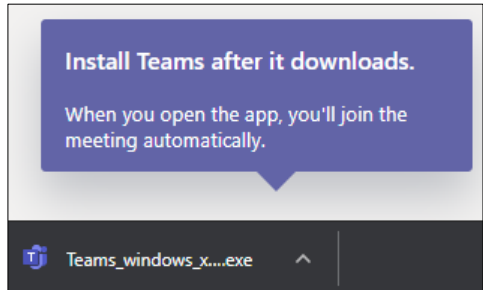 Install Teams after it downloads.
When you open the app, you'll join the
meeting automatically.
Teams_windows_x....exe